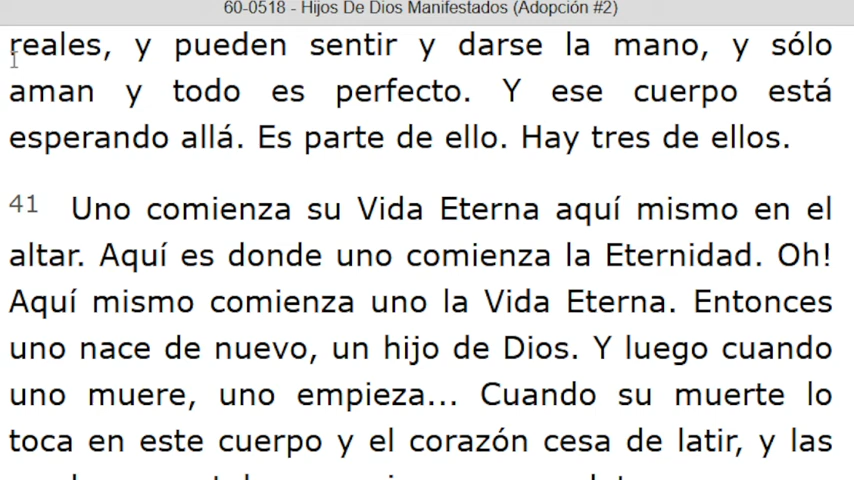 60-0518 - Hijos De Dios Manifestados (Adopción #2)
reales, y pueden sentir y darse la mano, y sólo
aman y todo es perfecto. Y ese cuerpo está
esperando allá. Es parte de ello. Hay tres de ellos.
41 Uno comienza su Vida Eterna aquí mismo en el
altar. Aquí es donde uno comienza la Eternidad. Oh!
Aquí mismo comienza uno la Vida Eterna. Entonces
uno nace de nuevo, un hijo de Dios. Y luego cuando
uno muere, uno empieza... Cuando su muerte lo
toca en este cuerpo y el corazón cesa de latir, y las